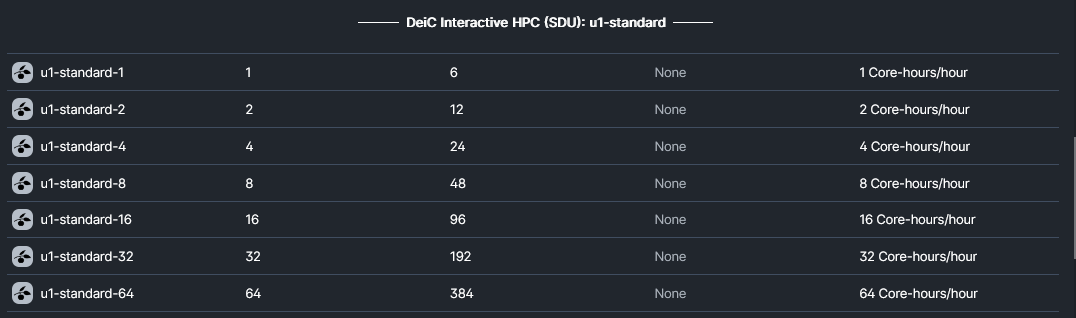 DeiC Interactive HPC (SDU): u1-standard
u1-standard-1 1 6 None 1 Core-hours/hour
u1-standard-2 2 12 None 2 Core-hours/hour
u1-standard-4 4 24 None 4 Core-hours/hour
u1-standard-8 8 48 None 8 Core-hours/hour
u1-standard-16 16 96 None 16 Core-hours/hour
u1-standard-32 32 192 None 32 Core-hours/hour
u1-standard-64 64 384 None 64 Core-hours/hour